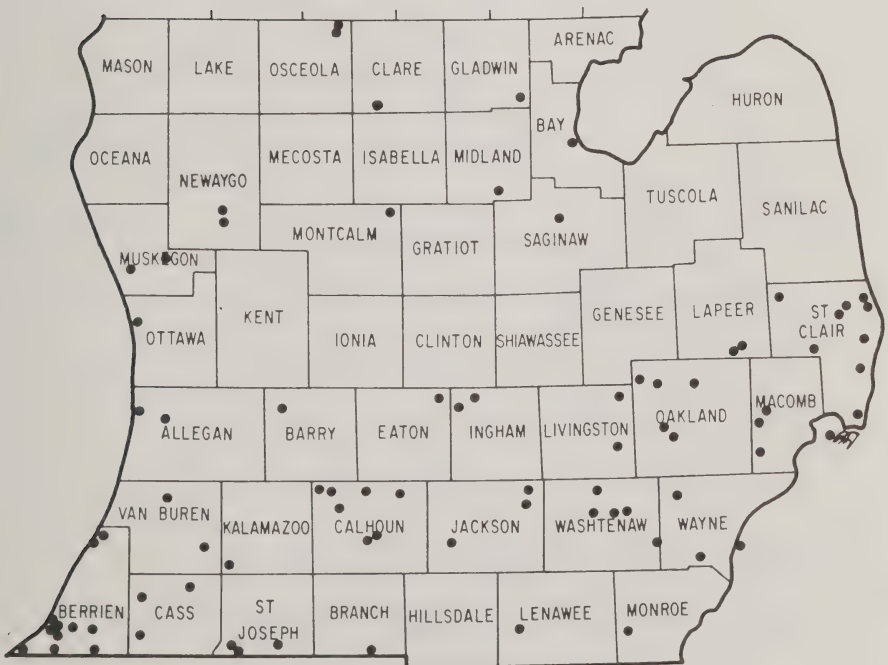 ARENAC
MASON
LAKE
OSCEOLA
CLARE
GLADWIN
HURON
BAY
OCEANA
NEWAYGO
MECOSTA
ISABELLA
MIDLAND
TUSCOLA
SANILAC
MUSKEGON
MONTCALM
GRATIOT
SAGINAW
OTTAWA
KENT
IONIA
CLINTON
SHIAWASSEE
GENESEE
LAPEER
ST
CLAIR
ALLEGAN
BARRY
EATON
INGHAM
LIVINGSTON
OAKLAND
MACOMB
VAN BUREN
KALAMAZOO
CALHOUN
JACKSON
WASHTENAW
WAYNE
BERRIEN
CASS
ST
JOSEPH
BRANCH
HILLSDALE
LENAWEE
MONROE